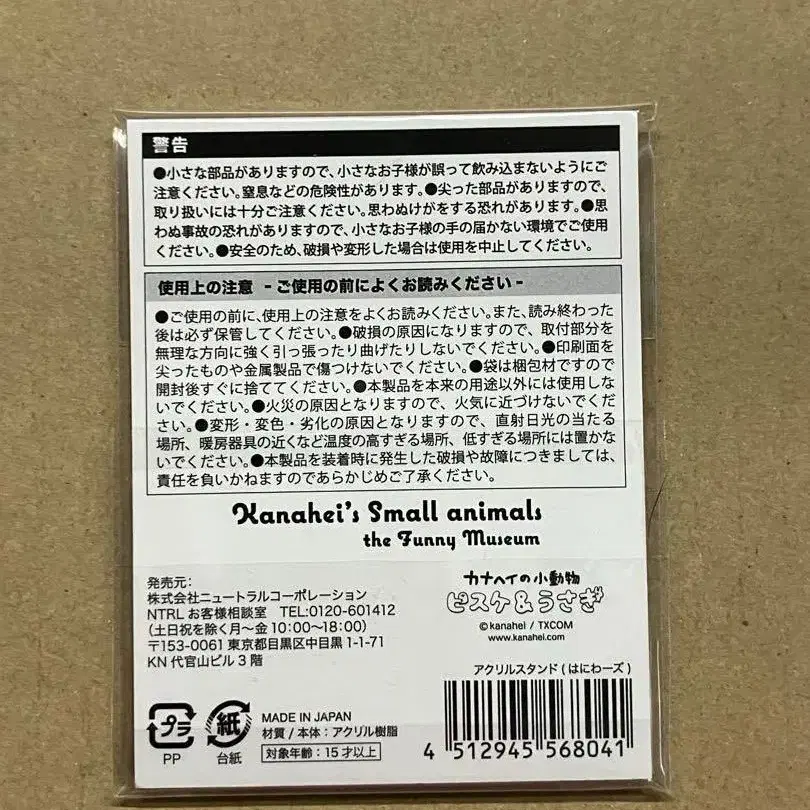 警告
●小さな部品がありますので、小さなお子様が誤って飲み込まないようにご
注意ください。窒息などの危険性があります。●尖った部品がありますので、
取り扱いには十分ご注意ください。思わぬけがをする恐れがあります。●思
わぬ事故の恐れがありますので、小さなお子様の手の届かない環境でご使用
ください。●安全のため、破損や変形した場合は使用を中止してください。
使用上の注意 -ご使用の前によくお読みください-
●ご使用の前に、使用上の注意をよくお読みください。また、読み終わった
後は必ず保管してください。●破損の原因になりますので、取付部分を
無理な方向に強く引っ張ったり曲げたりしないでください。●印刷面を
尖ったものや金属製品で傷つけないでください。●袋は梱包材ですので
開封後すぐに捨ててください。●本製品を本来の用途以外には使用しな
いでください。●火災の原因となりますので、火気に近づけないでくださ
い。●変形・変色・劣化の原因となりますので、直射日光の当たる
場所、暖房器具の近くなど温度の高すぎる場所、低すぎる場所には置かな
いでください。●本製品を装着時に発生した破損や故障につきましては、
責任を負いかねますのであらかじめご了承ください。
Kanahei's Small animals
the Funny Museum
発売元:
株式会社ニュートラルコーポレーション
NTRL お客様相談室 TEL:0120-601412
(土日祝を除く月〜金 10:00〜18:00)
〒153-0061 東京都目黒区中目黒 1-1-71
KN 代官山ビル 3 階
カナヘイの小動物
ピスケ&うさぎ
©kanahei / TXCOM
www.kanahei.com
アクリルスタンド(はにわーズ)
プラ
PP
紙
台紙
MADE IN JAPAN
材質/本体:アクリル樹脂
対象年齢:15才以上
4 512945 568041